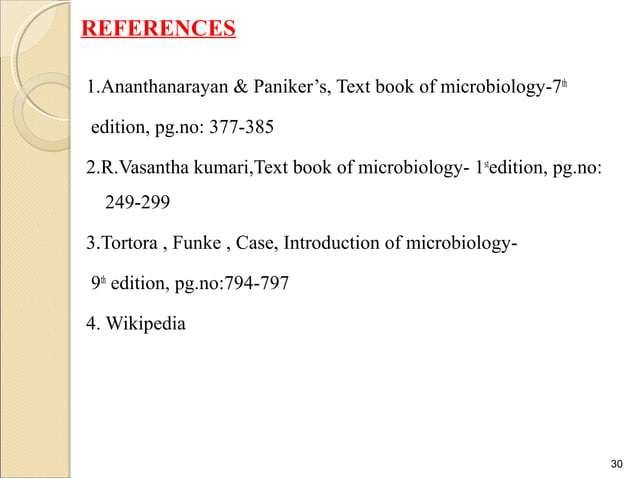 REFERENCES
1.Ananthanarayan & Paniker’s, Text book of microbiology-7th
edition, pg.no: 377-385
2.R.Vasantha kumari,Text book of microbiology- 1stedition, pg.no:
249-299
3.Tortora , Funke , Case, Introduction of microbiology-
9th edition, pg.no:794-797
4. Wikipedia
30